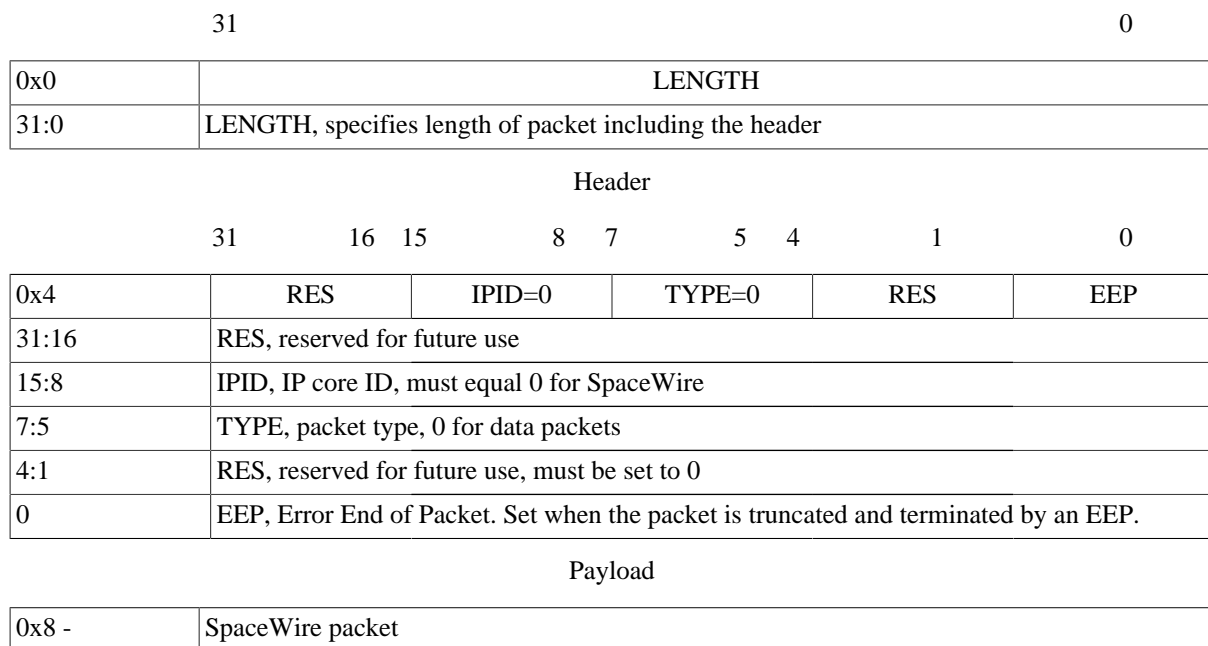 31 0
0x0 LENGTH
31:0 LENGTH, specifies length of packet including the header
Header
31 16 15 8 7 5 4 1 0
0x4 RES IPID=0 TYPE=0 RES EEP
31:16 RES, reserved for future use
15:8 IPID, IP core ID, must equal 0 for SpaceWire
7:5 TYPE, packet type, 0 for data packets
4:1 RES, reserved for future use, must be set to 0
0 EEP, Error End of Packet. Set when the packet is truncated and terminated by an EEP.
Payload
0x8 - SpaceWire packet